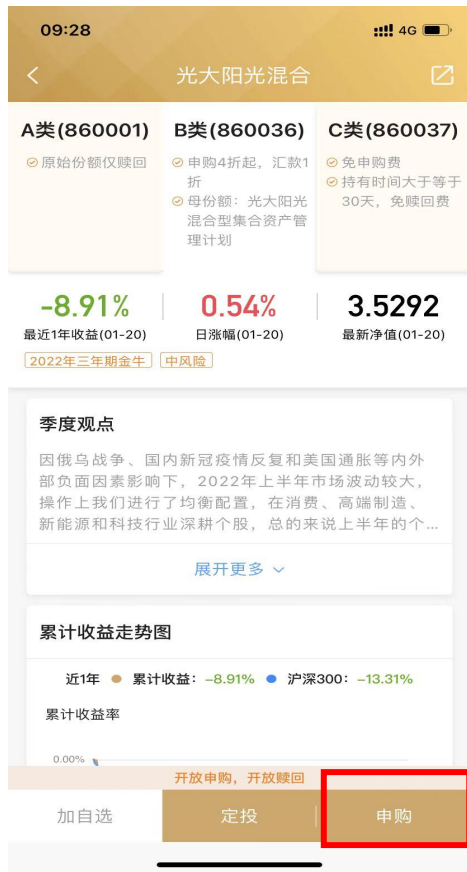 09:28
4G
光大阳光混合
A类(860001)
原始份额仅赎回
B类(860036)
申购4折起，汇款1
折
母份额：光大阳光
混合型集合资产管
理计划
C类(860037)
免申购费
持有时间大于等于
30天，免赎回费
-8.91%
最近1年收益(01-20)
0.54%
日涨幅(01-20)
3.5292
最新净值(01-20)
2022年三年期金牛
中风险
季度观点
因俄乌战争、国内新冠疫情反复和美国通胀等内外
部负面因素影响下，2022年上半年市场波动较大，
操作上我们进行了均衡配置，在消费、高端制造、
新能源和科技行业深耕个股，总的来说上半年的个...
展开更多
累计收益走势图
近1年 累计收益：-8.91% 沪深300：-13.31%
累计收益率
0.00%
开放申购，开放赎回
加自选
定投
申购